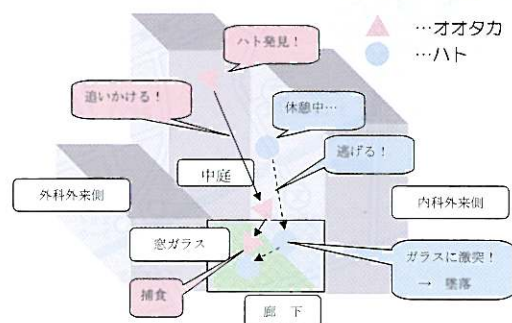 …オオタカ
…ハト
ハト発見！
追いかける！
休憩中…
逃げる！
中庭
外科外来側
内科外来側
窓ガラス
ガラスに激突！
→ 墜落
捕食
廊 下